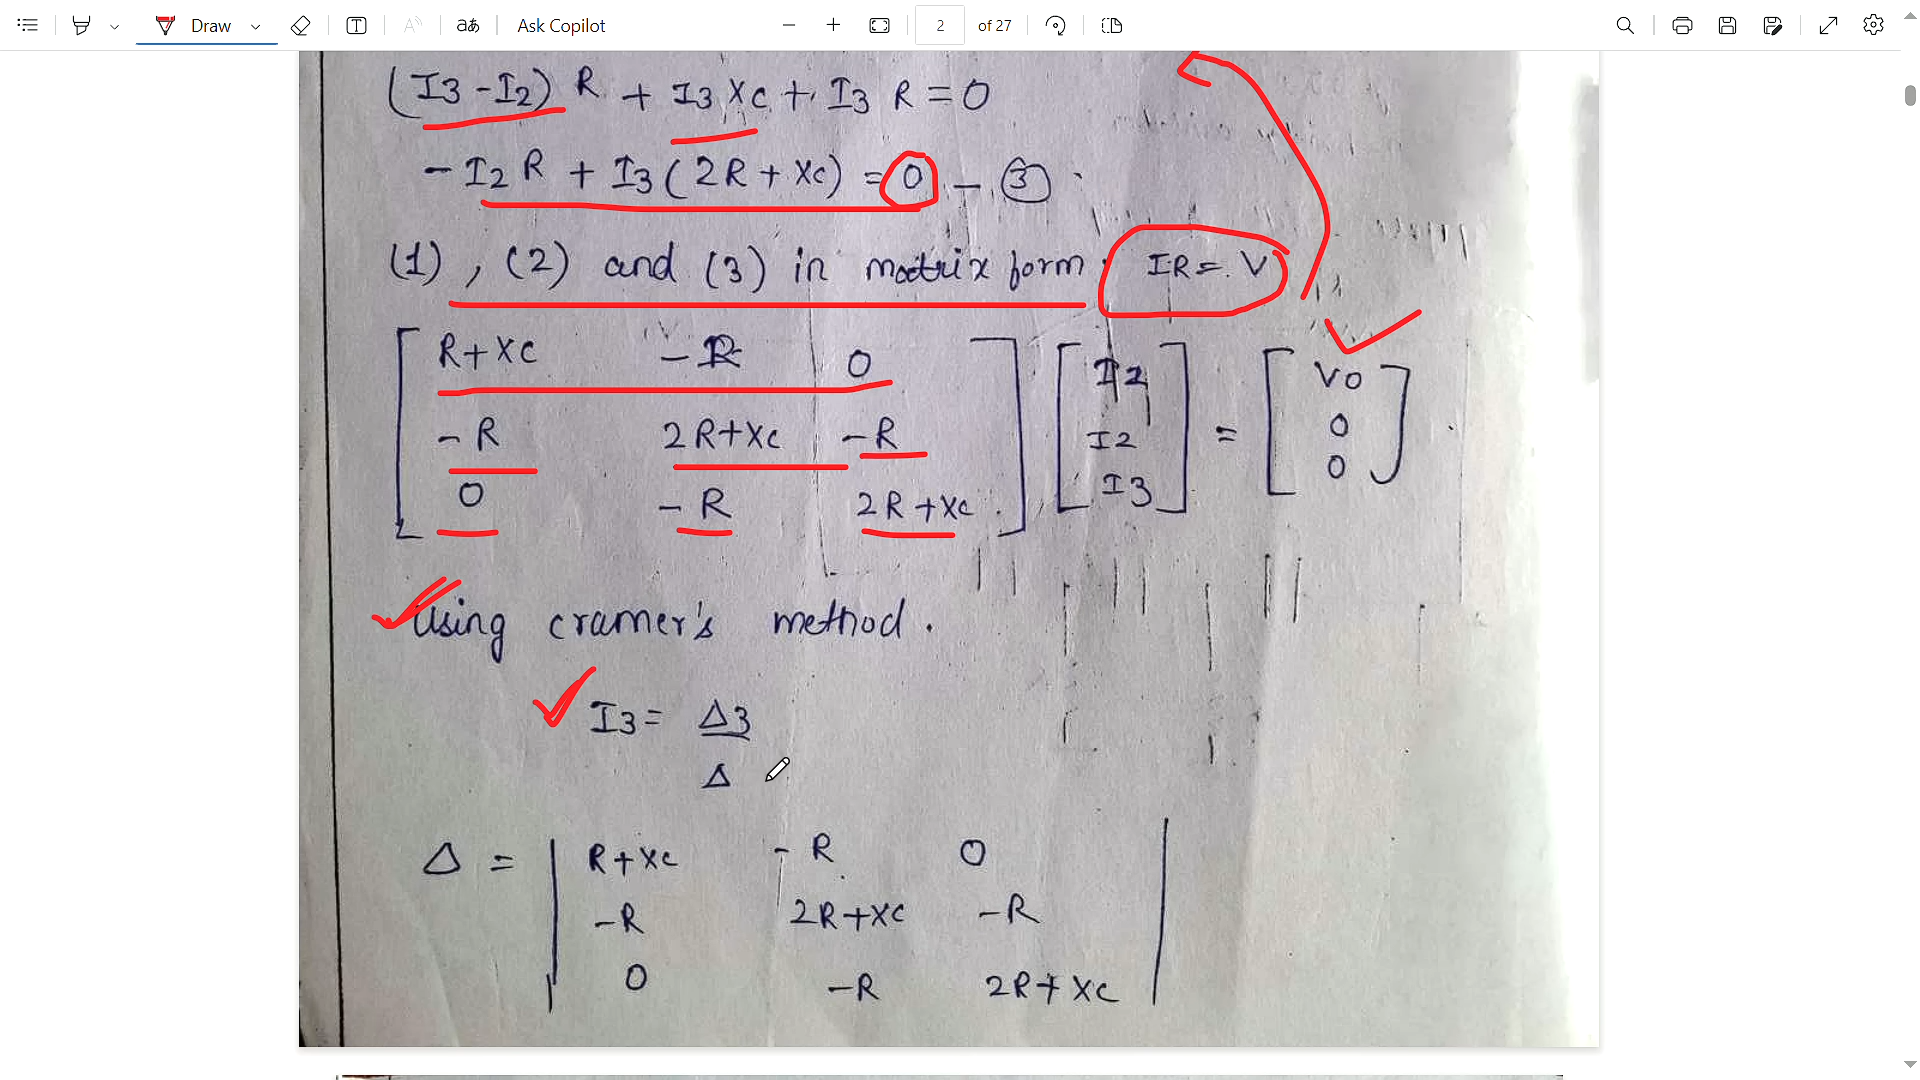 Draw
Ask Copilot
2 of 27
(I3 - I2) R + I3 XC + I3 R = 0
- I2 R + I3 ( 2R + XC) = 0 - (3)
(1) , (2) and (3) in matrix form. IR = V
R+XC -R 0 I2 V0
-R 2R+XC -R I2 = 0
0 -R 2R+XC I3 0
Using cramer's method.
I3 = Δ3
Δ
Δ = R+XC -R 0
-R 2R+XC -R
0 -R 2R+XC